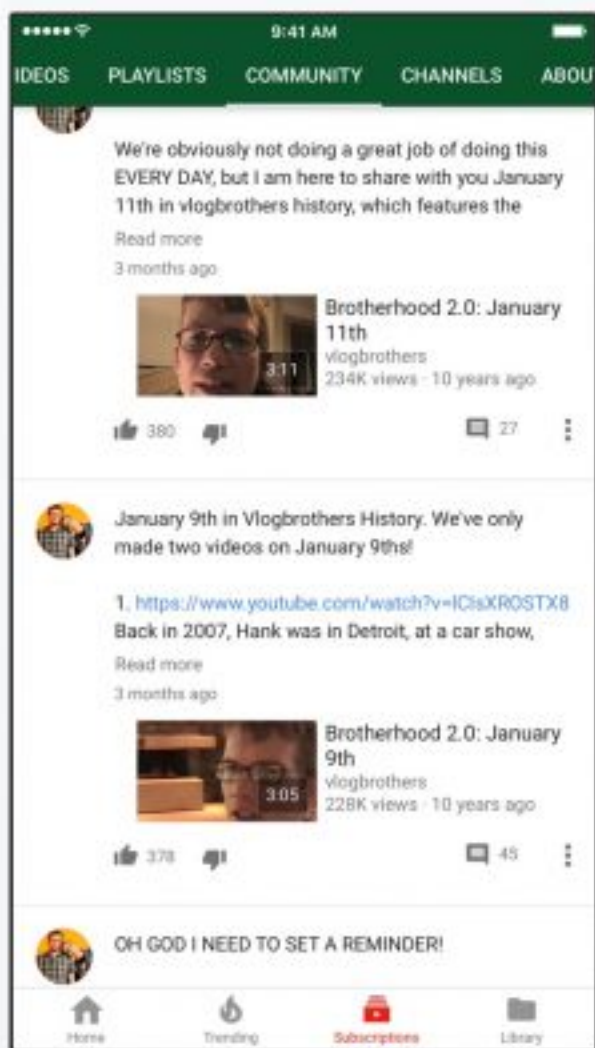 9:41 AM
IDEOS PLAYLISTS COMMUNITY CHANNELS ABOU
We're obviously not doing a great job of doing this
EVERY DAY, but I am here to share with you January
11th in vlogbrothers history, which features the
Read more
3 months ago
3:11
Brotherhood 2.0: January
11th
vlogbrothers
234K views · 10 years ago
380
27
January 9th in Vlogbrothers History. We've only
made two videos on January 9ths!
1. https://www.youtube.com/watch?v=ICIsXROSTX8
Back in 2007, Hank was in Detroit, at a car show,
Read more
3 months ago
3:05
Brotherhood 2.0: January
9th
vlogbrothers
228K views · 10 years ago
378
45
OH GOD I NEED TO SET A REMINDER!
Home Trending Subscriptions Library